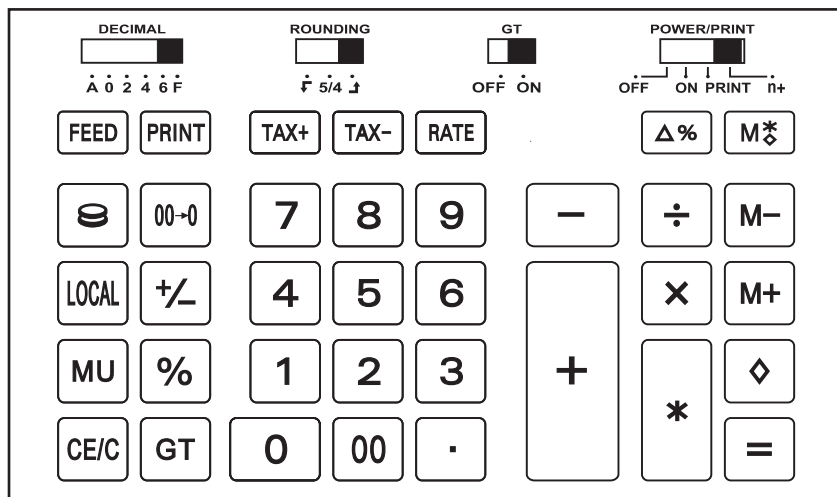 DECIMAL ROUNDING GT POWER/PRINT
A 0 2 4 6 F 5/4 OFF ON OFF ON PRINT n+
FEED PRINT TAX+ TAX- RATE Δ% M*◇
00→0 7 8 9 − ÷ M−
LOCAL +/− 4 5 6 × M+
MU % 1 2 3 + ◇
CE/C GT 0 00 . * =